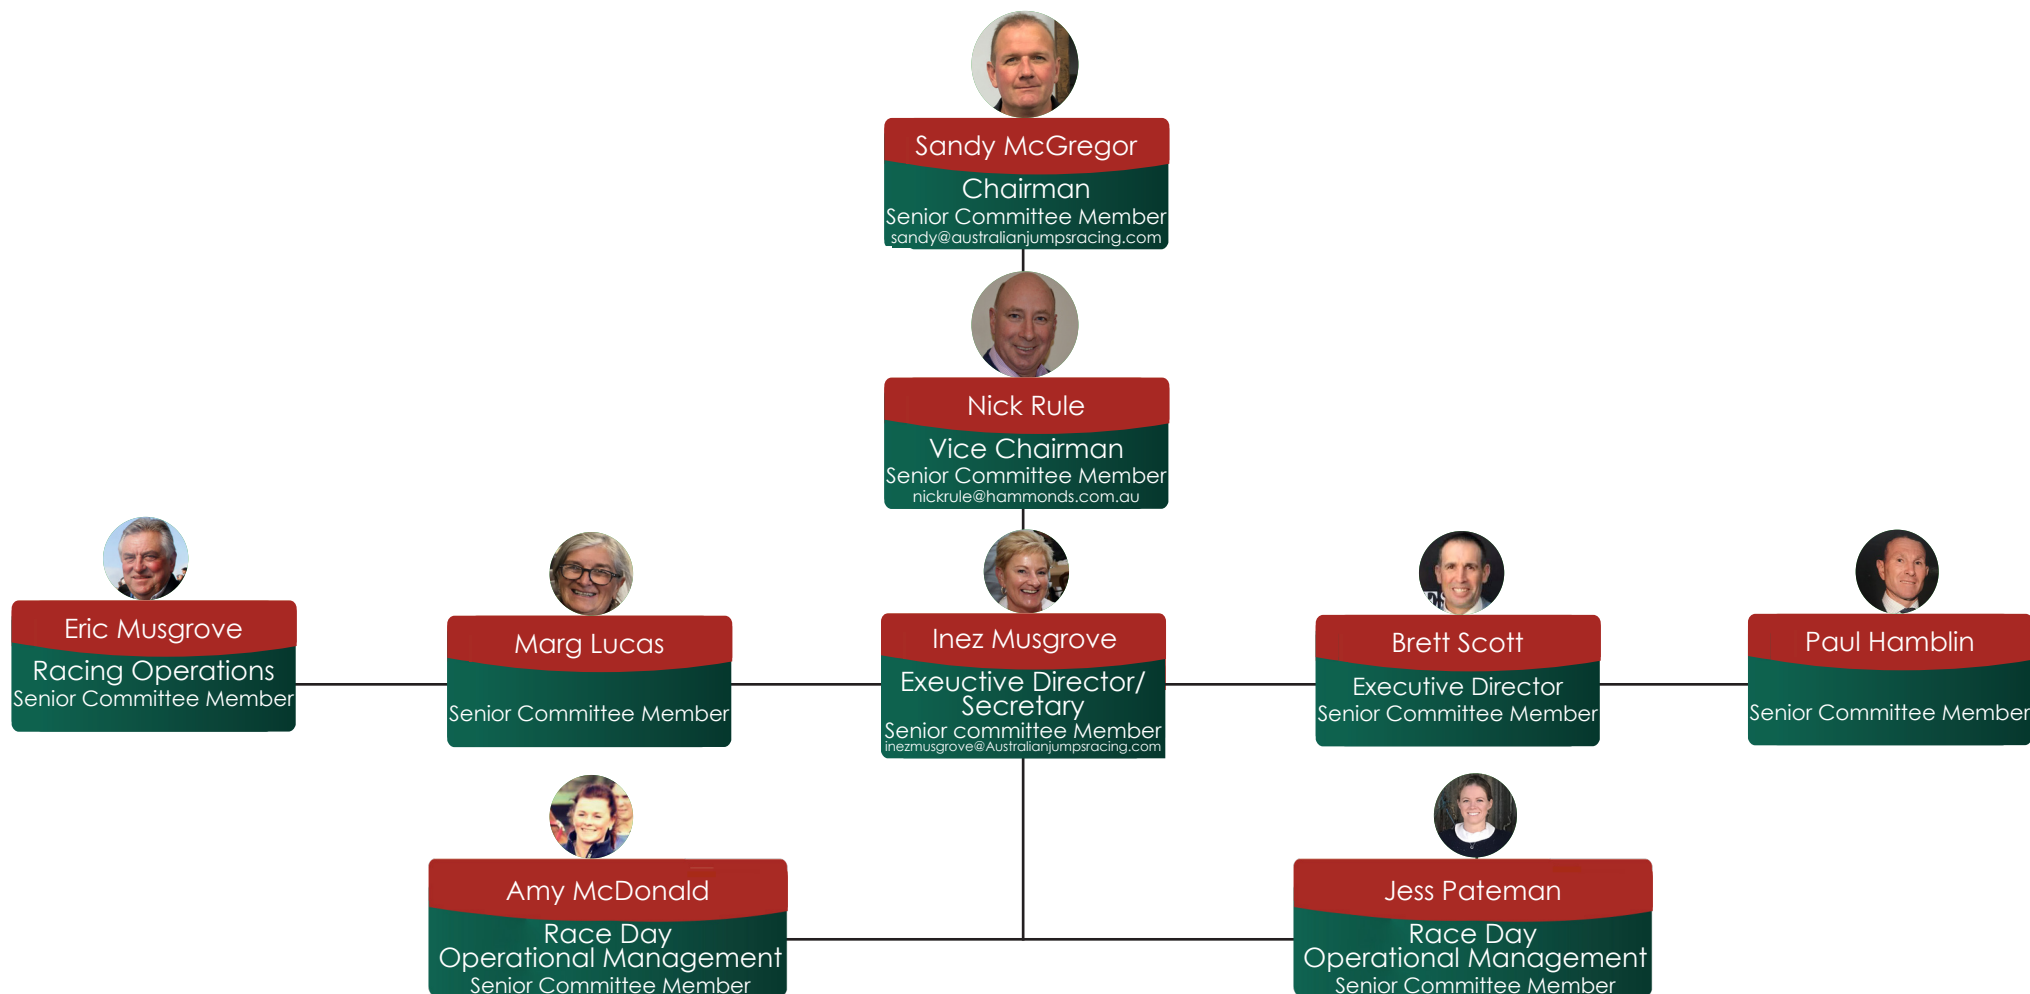 Sandy McGregor
Chairman
Senior Committee Member
sandy@australianjumpsracing.com
Nick Rule
Vice Chairman
Senior Committee Member
nickrule@hammonds.com.au
Eric Musgrove
Racing Operations
Senior Committee Member
Marg Lucas
Senior Committee Member
Inez Musgrove
Exeuctive Director/
Secretary
Senior committee Member
inezmusgrove@Australianjumpsracing.com
Brett Scott
Executive Director
Senior Committee Member
Paul Hamblin
Senior Committee Member
Amy McDonald
Race Day
Operational Management
Senior Committee Member
Jess Pateman
Race Day
Operational Management
Senior Committee Member